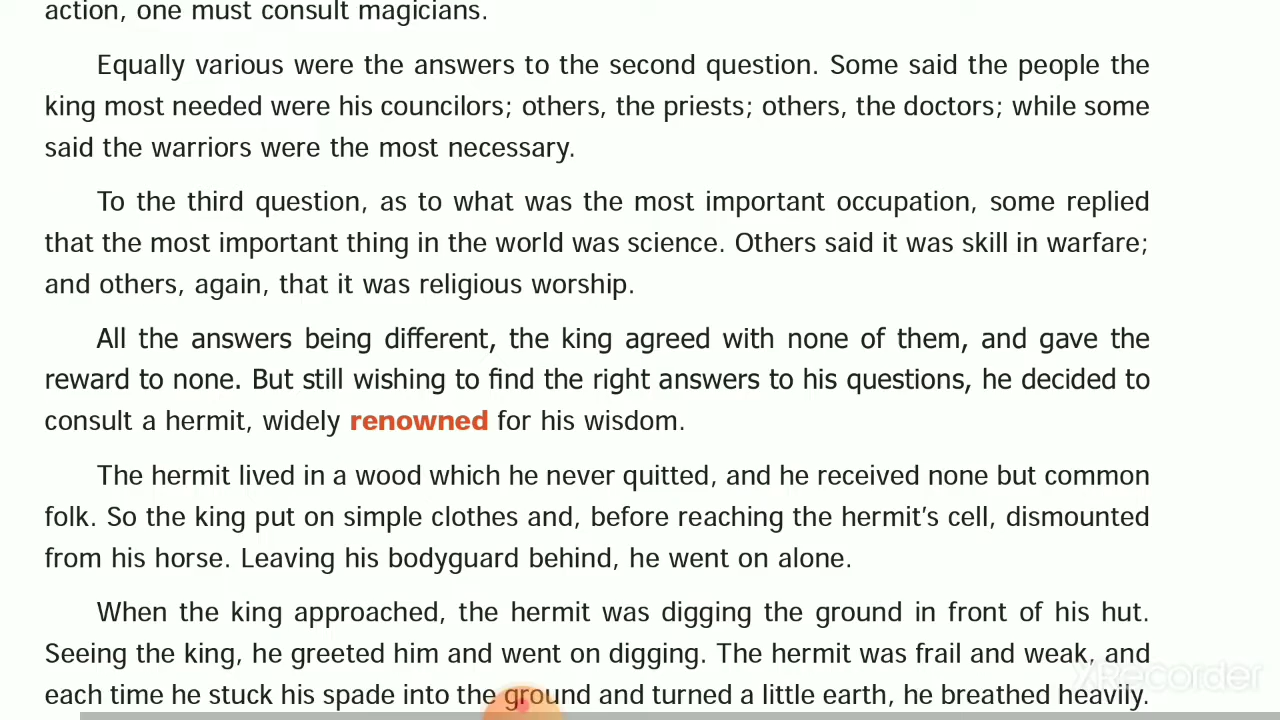 action, one must consult magicians.
Equally various were the answers to the second question. Some said the people the
king most needed were his councilors; others, the priests; others, the doctors; while some
said the warriors were the most necessary.
To the third question, as to what was the most important occupation, some replied
that the most important thing in the world was science. Others said it was skill in warfare;
and others, again, that it was religious worship.
All the answers being different, the king agreed with none of them, and gave the
reward to none. But still wishing to find the right answers to his questions, he decided to
consult a hermit, widely renowned for his wisdom.
The hermit lived in a wood which he never quitted, and he received none but common
folk. So the king put on simple clothes and, before reaching the hermit's cell, dismounted
from his horse. Leaving his bodyguard behind, he went on alone.
When the king approached, the hermit was digging the ground in front of his hut.
Seeing the king, he greeted him and went on digging. The hermit was frail and weak, and
XRecorder
each time he stuck his spade into the ground and turned a little earth, he breathed heavily.